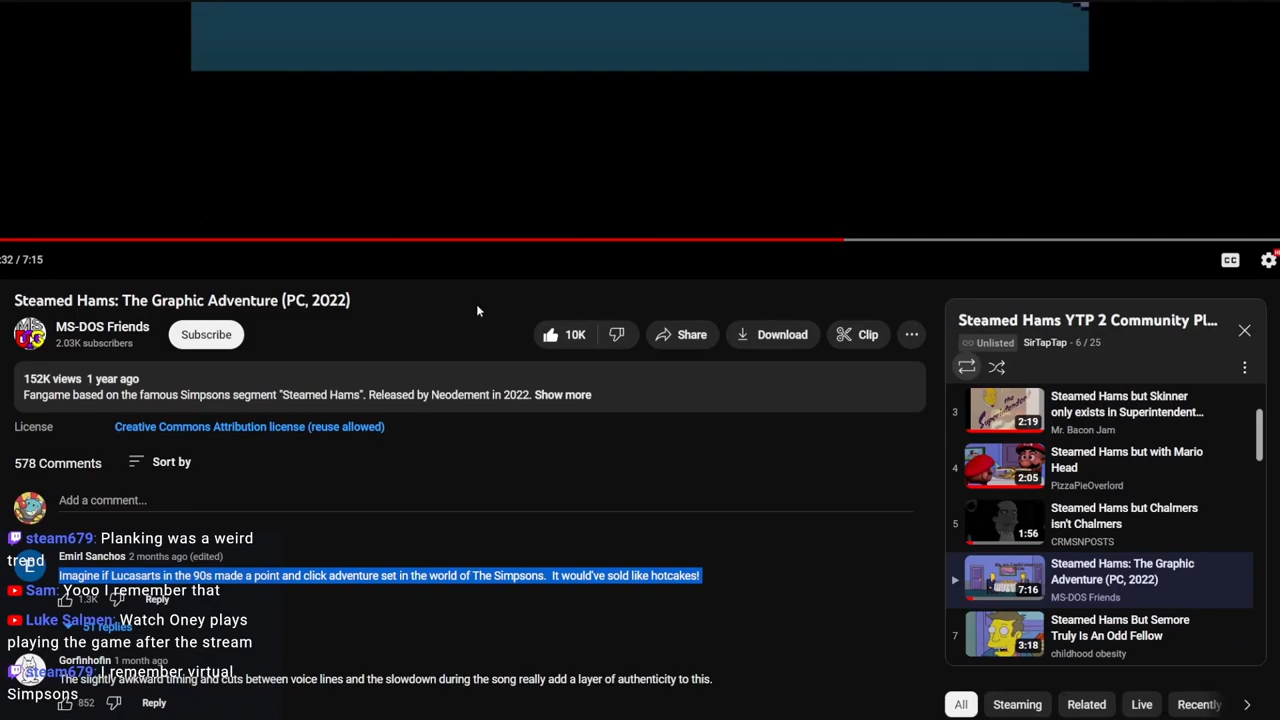 :32 / 7:15
CC
Steamed Hams: The Graphic Adventure (PC, 2022)
MS-DOS Friends
2.03K subscribers
Subscribe
10K
Share
Download
Clip
152K views 1 year ago
Fangame based on the famous Simpsons segment "Steamed Hams". Released by Neodement in 2022. Show more
License
Creative Commons Attribution license (reuse allowed)
578 Comments
Sort by
Add a comment...
steam679: Planking was a weird
trend
Emirl Sanchos 2 months ago (edited)
Imagine if Lucasarts in the 90s made a point and click adventure set in the world of The Simpsons. It would've sold like hotcakes!
Sam: Yooo I remember that
1.3K
Reply
Luke Salmen: Watch Oney plays
51 replies
playing the game after the stream
Gorfinhofin 1 month ago
steam679: I remember virtual
Simpsons
The slightly awkward timing and cuts between voice lines and the slowdown during the song really add a layer of authenticity to this.
852
Reply
Steamed Hams YTP 2 Community Pl...
Unlisted SirTapTap - 6 / 25
3
Steamed Hams but Skinner
only exists in Superintendent...
Mr. Bacon Jam
2:19
4
Steamed Hams but with Mario
Head
PizzaPieOverlord
2:05
5
Steamed Hams but Chalmers
isn't Chalmers
CRMSNPOSTS
1:56
Steamed Hams: The Graphic
Adventure (PC, 2022)
MS-DOS Friends
7:16
7
Steamed Hams But Semore
Truly Is An Odd Fellow
childhood obesity
3:18
All
Steaming
Related
Live
Recently